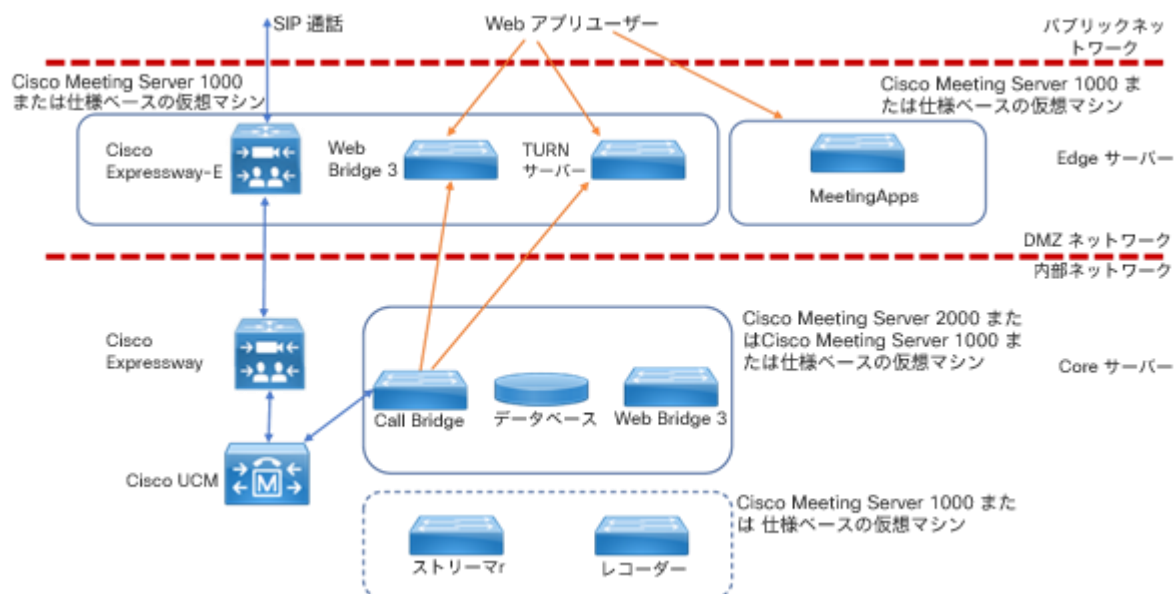 SIP 通話
Web アプリユーザー
パブリックネッ
トワーク
Cisco Meeting Server 1000
または仕様ベースの仮想マシン
Cisco Meeting Server 1000 ま
たは仕様ベースの仮想マシン
Cisco
Expressway-E
Web
Bridge 3
TURN
サーバー
MeetingApps
Edge サーバー
DMZ ネットワーク
内部ネットワーク
Cisco
Expressway
Cisco Meeting Server 2000 また
はCisco Meeting Server 1000 ま
たは仕様ベースの仮想マシン
Core サーバー
Call Bridge
データベース
Web Bridge 3
Cisco UCM
M
Cisco Meeting Server 1000 また
は 仕様ベースの仮想マシン
ストリーマr
レコーダー